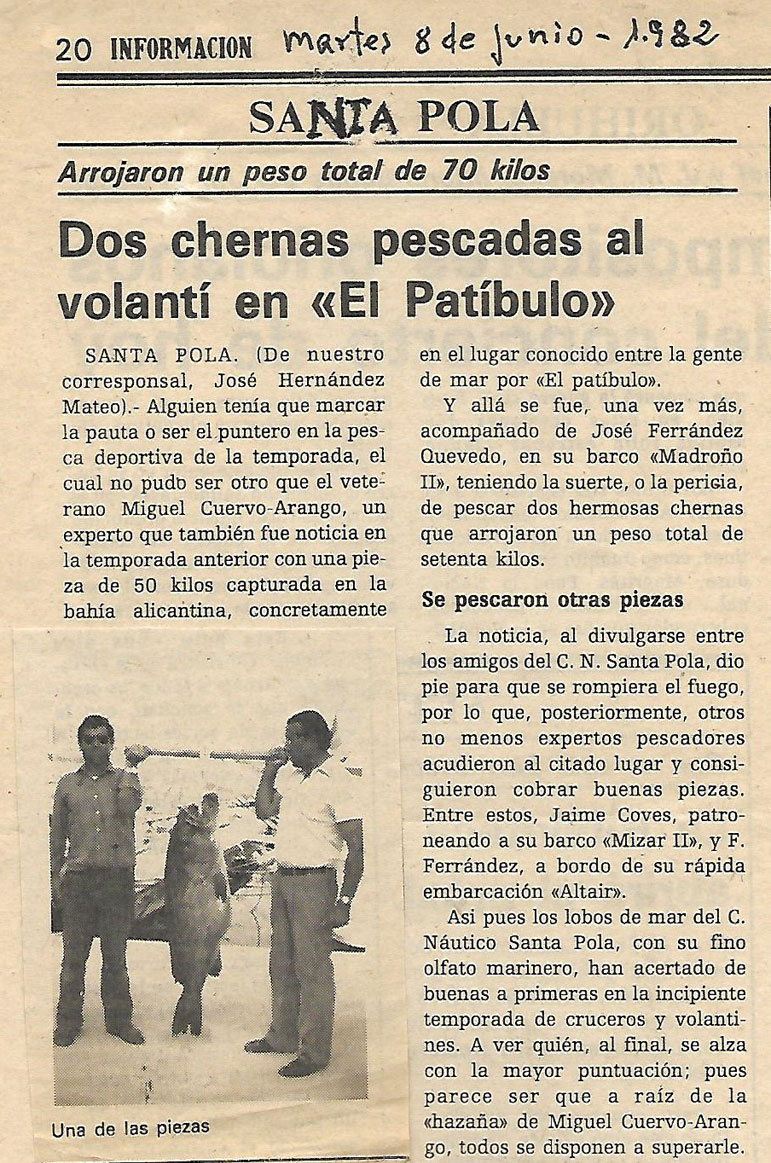 20 INFORMACION martes 8 de junio - 1.982
SANTA POLA
Arrojaron un peso total de 70 kilos
Dos chernas pescadas al
volantí en «El Patíbulo»
SANTA POLA. (De nuestro
corresponsal, José Hernández
Mateo).- Alguien tenía que marcar
la pauta o ser el puntero en la pes-
ca deportiva de la temporada, el
cual no pudo ser otro que el vete-
rano Miguel Cuervo-Arango, un
experto que también fue noticia en
la temporada anterior con una pie-
za de 50 kilos capturada en la
bahía alicantina, concretamente
en el lugar conocido entre la gente
de mar por «El patíbulo».
Y allá se fue, una vez más,
acompañado de José Ferrández
Quevedo, en su barco «Madroño
II», teniendo la suerte, o la pericia,
de pescar dos hermosas chernas
que arrojaron un peso total de
setenta kilos.
Se pescaron otras piezas
La noticia, al divulgarse entre
los amigos del C. N. Santa Pola, dio
pie para que se rompiera el fuego,
por lo que, posteriormente, otros
no menos expertos pescadores
acudieron al citado lugar y consi-
guieron cobrar buenas piezas.
Entre estos, Jaime Coves, patro-
neando a su barco «Mizar II», y F.
Ferrández, a bordo de su rápida
embarcación «Altair».
Asi pues los lobos de mar del C.
Náutico Santa Pola, con su fino
olfato marinero, han acertado de
buenas a primeras en la incipiente
temporada de cruceros y volanti-
nes. A ver quién, al final, se alza
con la mayor puntuación; pues
parece ser que a raíz de la
«hazaña» de Miguel Cuervo-Aran-
go, todos se disponen a superarle.
Una de las piezas